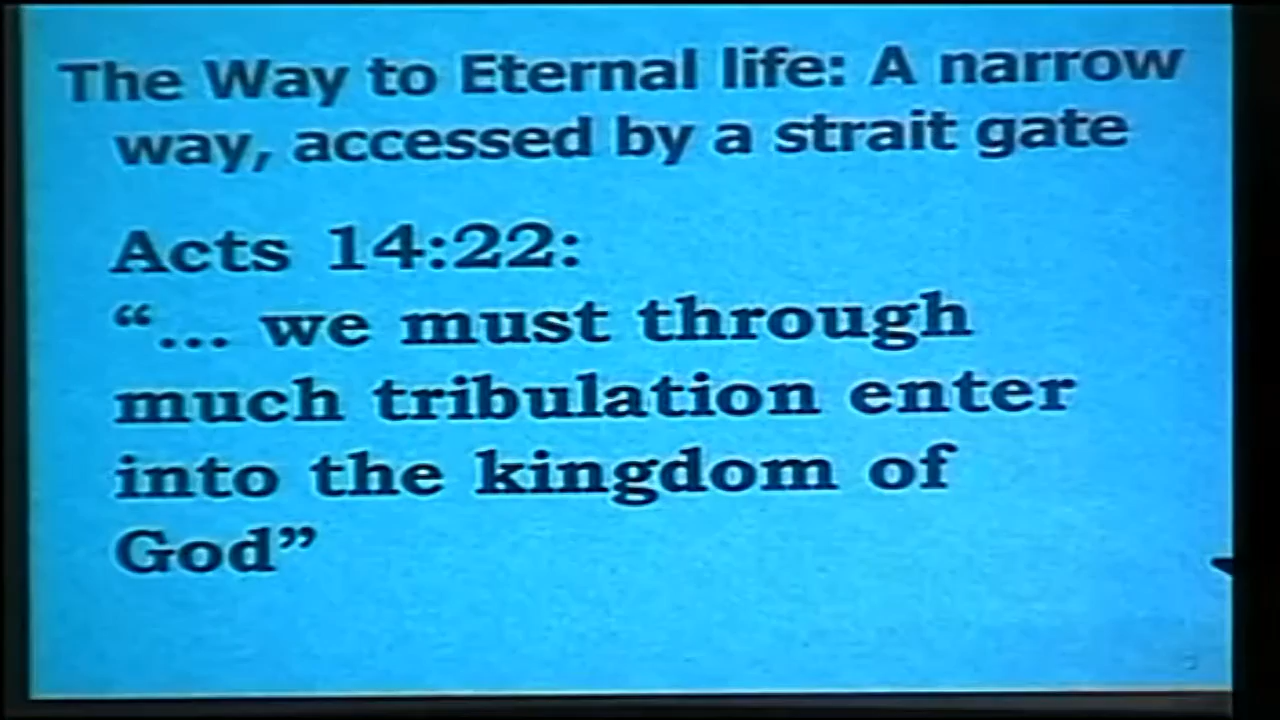 The Way to Eternal life: A narrow
way, accessed by a strait gate
Acts 14:22:
“... we must through
much tribulation enter
into the kingdom of
God”